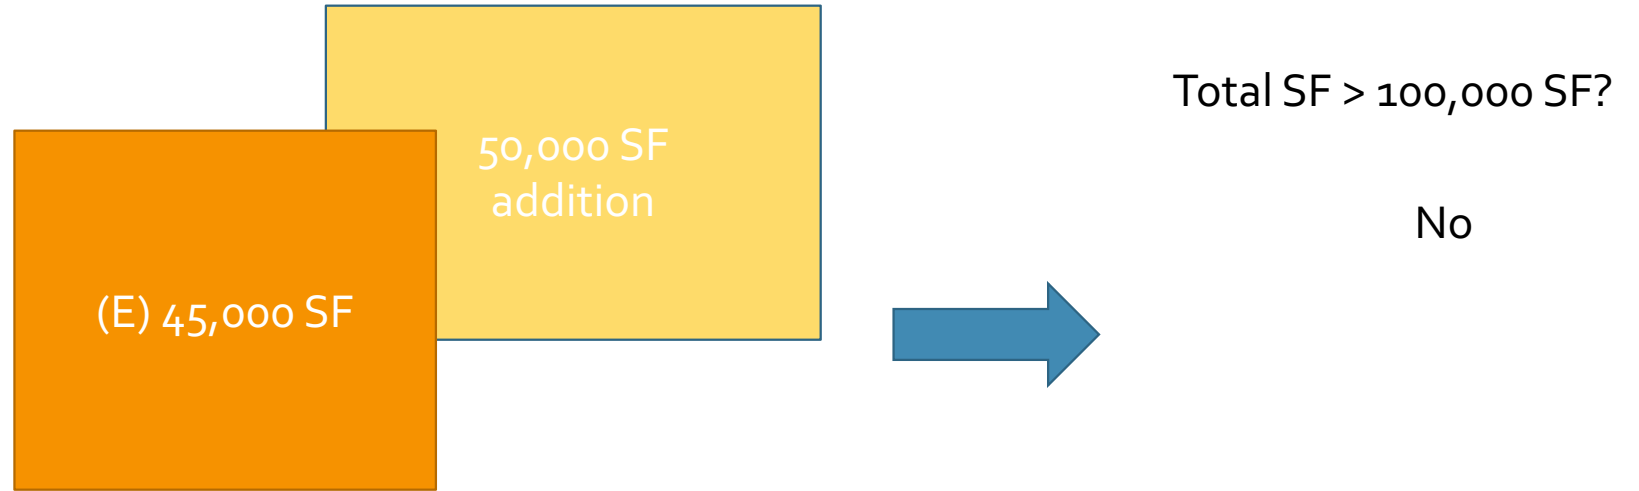 50,000 SF
addition
(E) 45,000 SF
Total SF > 100,000 SF?
No